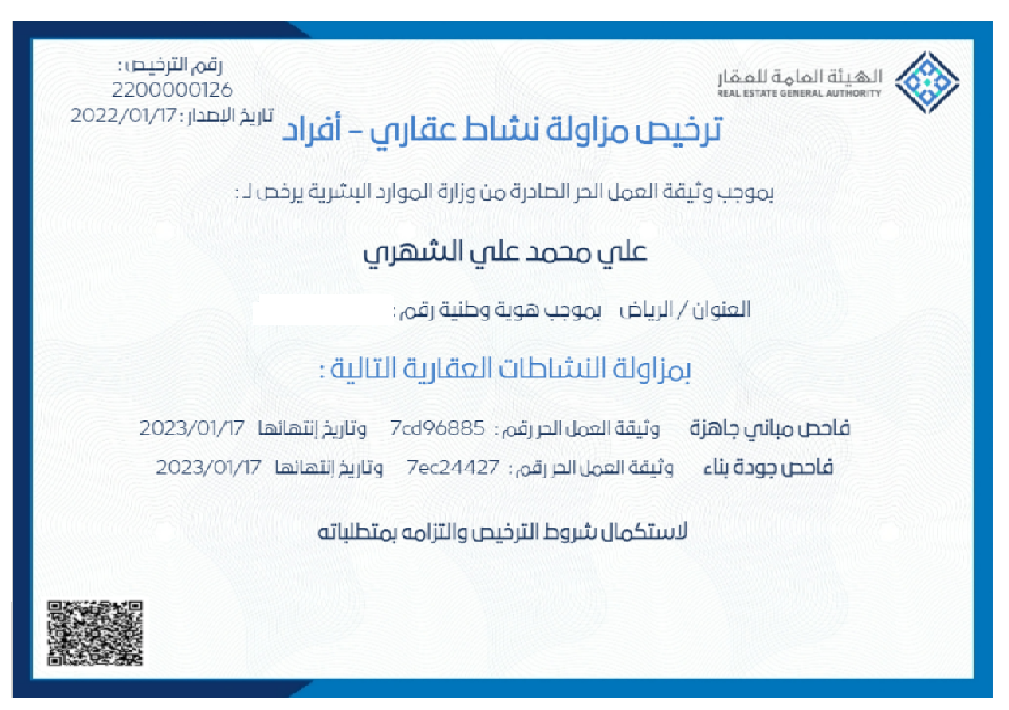 الهيئة العامة للعقار
REAL ESTATE GENERAL AUTHORITY
رقم الترخيص :
2200000126
تاريخ الإصدار : 2022/01/17
ترخيص مزاولة نشاط عقاري – أفراد
بموجب وثيقة العمل الحر الصادرة من وزارة الموارد البشرية يرخص لـ :
علي محمد علي الشهري
العنوان / الرياض بموجب هوية وطنية رقم :
بمزاولة النشاطات العقارية التالية :
فاحص مباني جاهزة وثيقة العمل الحر رقم : 7cd96885 وتاريخ إنتهائها 2023/01/17
فاحص جودة بناء وثيقة العمل الحر رقم : 7ec24427 وتاريخ إنتهائها 2023/01/17
لاستكمال شروط الترخيص والتزامه بمتطلباته